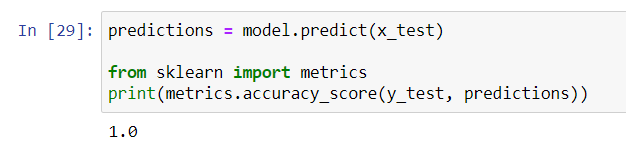 In [29]: predictions = model.predict(x_test)
from sklearn import metrics
print(metrics.accuracy_score(y_test, predictions))
1.0